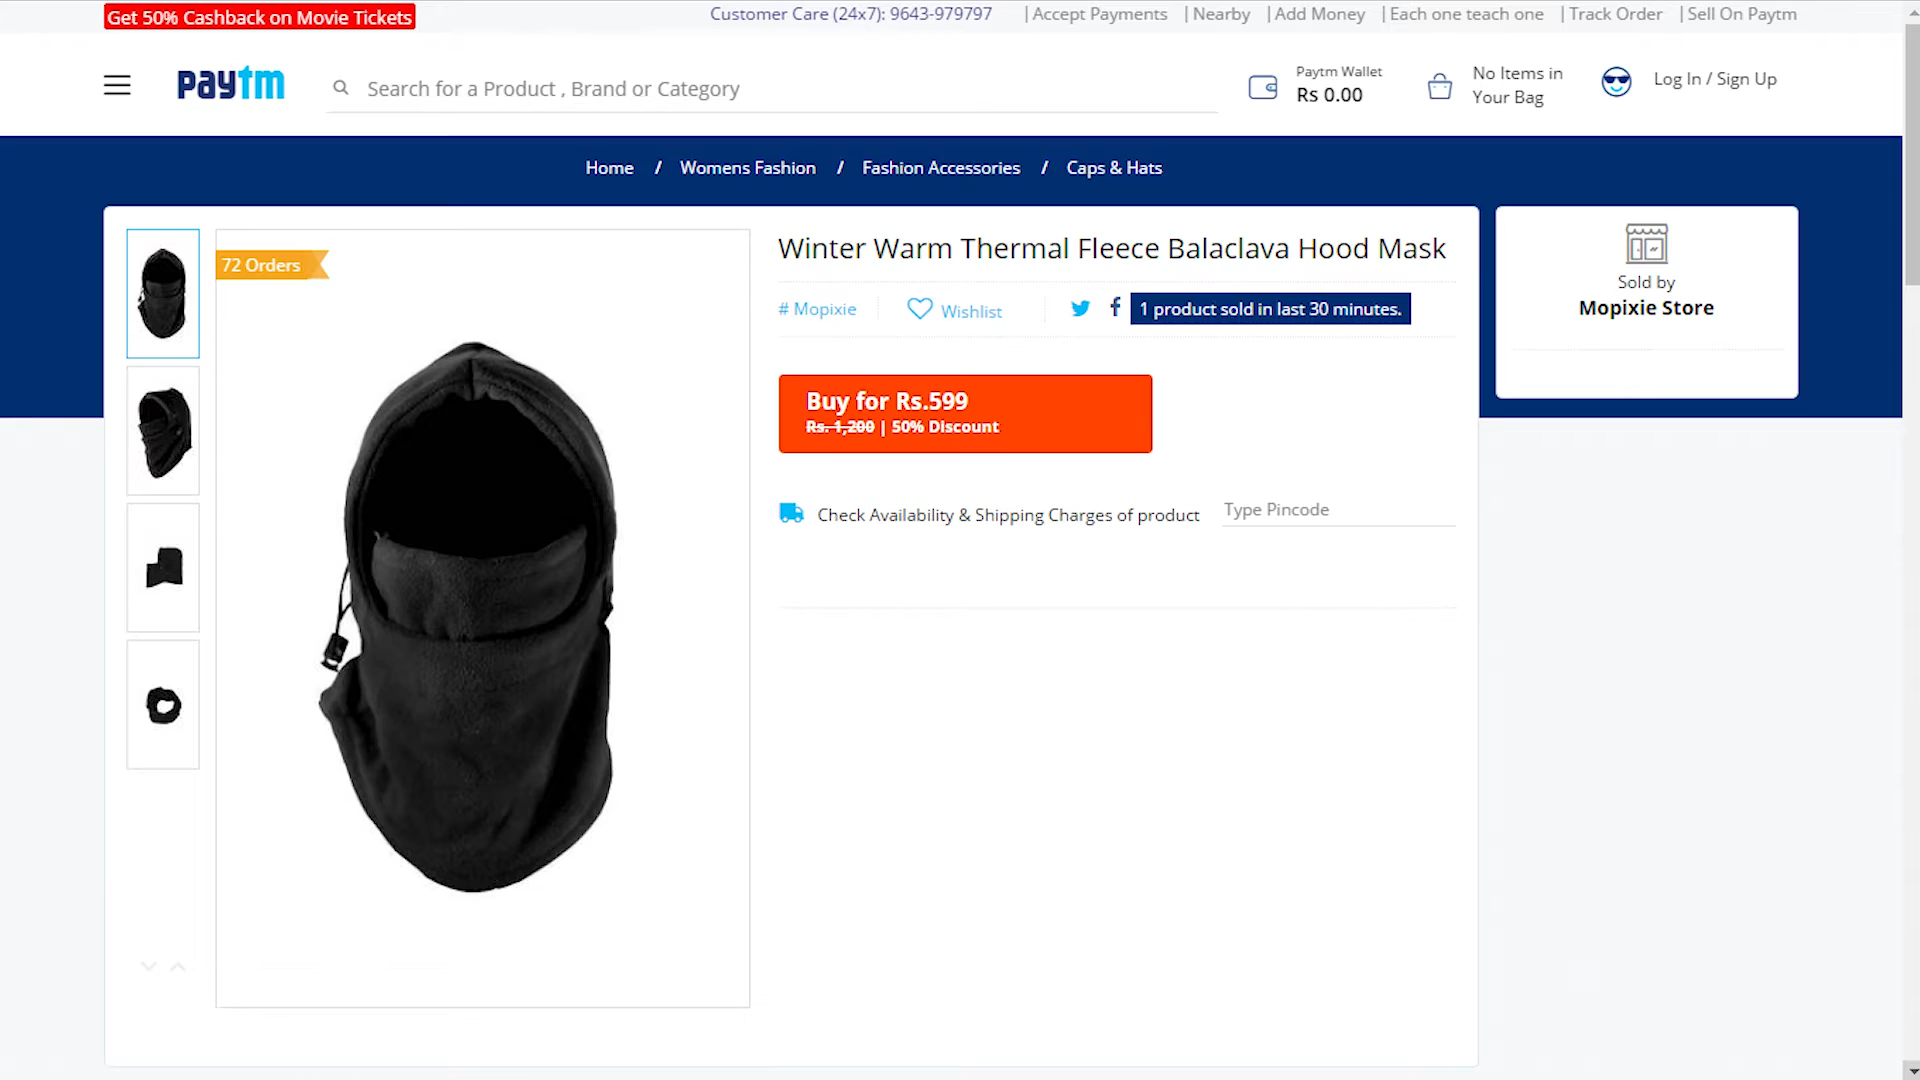 Get 50% Cashback on Movie Tickets
Customer Care (24x7): 9643-979797 | Accept Payments | Nearby | Add Money | Each one teach one | Track Order | Sell On Paytm
paytm
Search for a Product , Brand or Category
Paytm Wallet
Rs 0.00
No Items in
Your Bag
Log In / Sign Up
Home / Womens Fashion / Fashion Accessories / Caps & Hats
72 Orders
Winter Warm Thermal Fleece Balaclava Hood Mask
# Mopixie
Wishlist
1 product sold in last 30 minutes.
Buy for Rs.599
Rs. 1,200 | 50% Discount
Check Availability & Shipping Charges of product
Type Pincode
Sold by
Mopixie Store